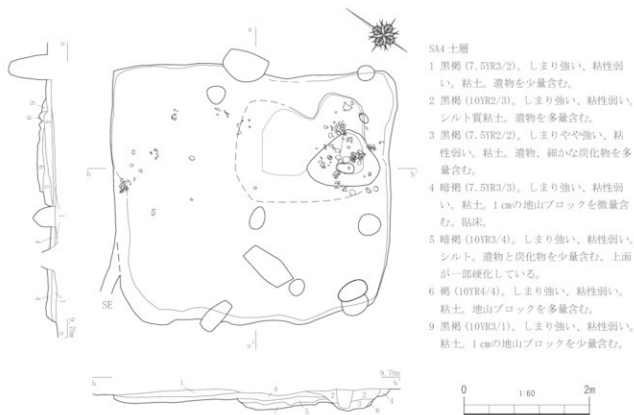 SA4 土層
1 黒褐 (7.5YR3/2)。しまり強い、粘性弱
い。粘土。遺物を少量含む。
2 黒褐 (10YR2/3)。しまり強い、粘性弱い。
シルト質粘土。遺物を多量含む。
3 黒褐 (7.5YR2/2)。しまりやや強い、粘
性弱い。粘土。遺物、細かな炭化物を多
量含む。
4 暗褐 (7.5YR3/3)。しまり強い、粘性弱
い。粘土。1㎝の地山ブロックを微量含
む。貼床。
5 暗褐 (10YR3/4)。しまり強い、粘性弱い。
シルト。遺物と炭化物を少量含む。上面
が一部硬化している。
6 褐 (10YR4/4)。しまり強い、粘性弱い。
粘土。地山ブロックを多量含む。
9 黒褐 (10YR3/1)。しまり強い、粘性弱い。
粘土。1㎝の地山ブロックを少量含む。
a
a
b
b'
SE
a'
9.70m
b
9.70m
b'
1
4
2
2
3
4
5
6
0
1:60
2m